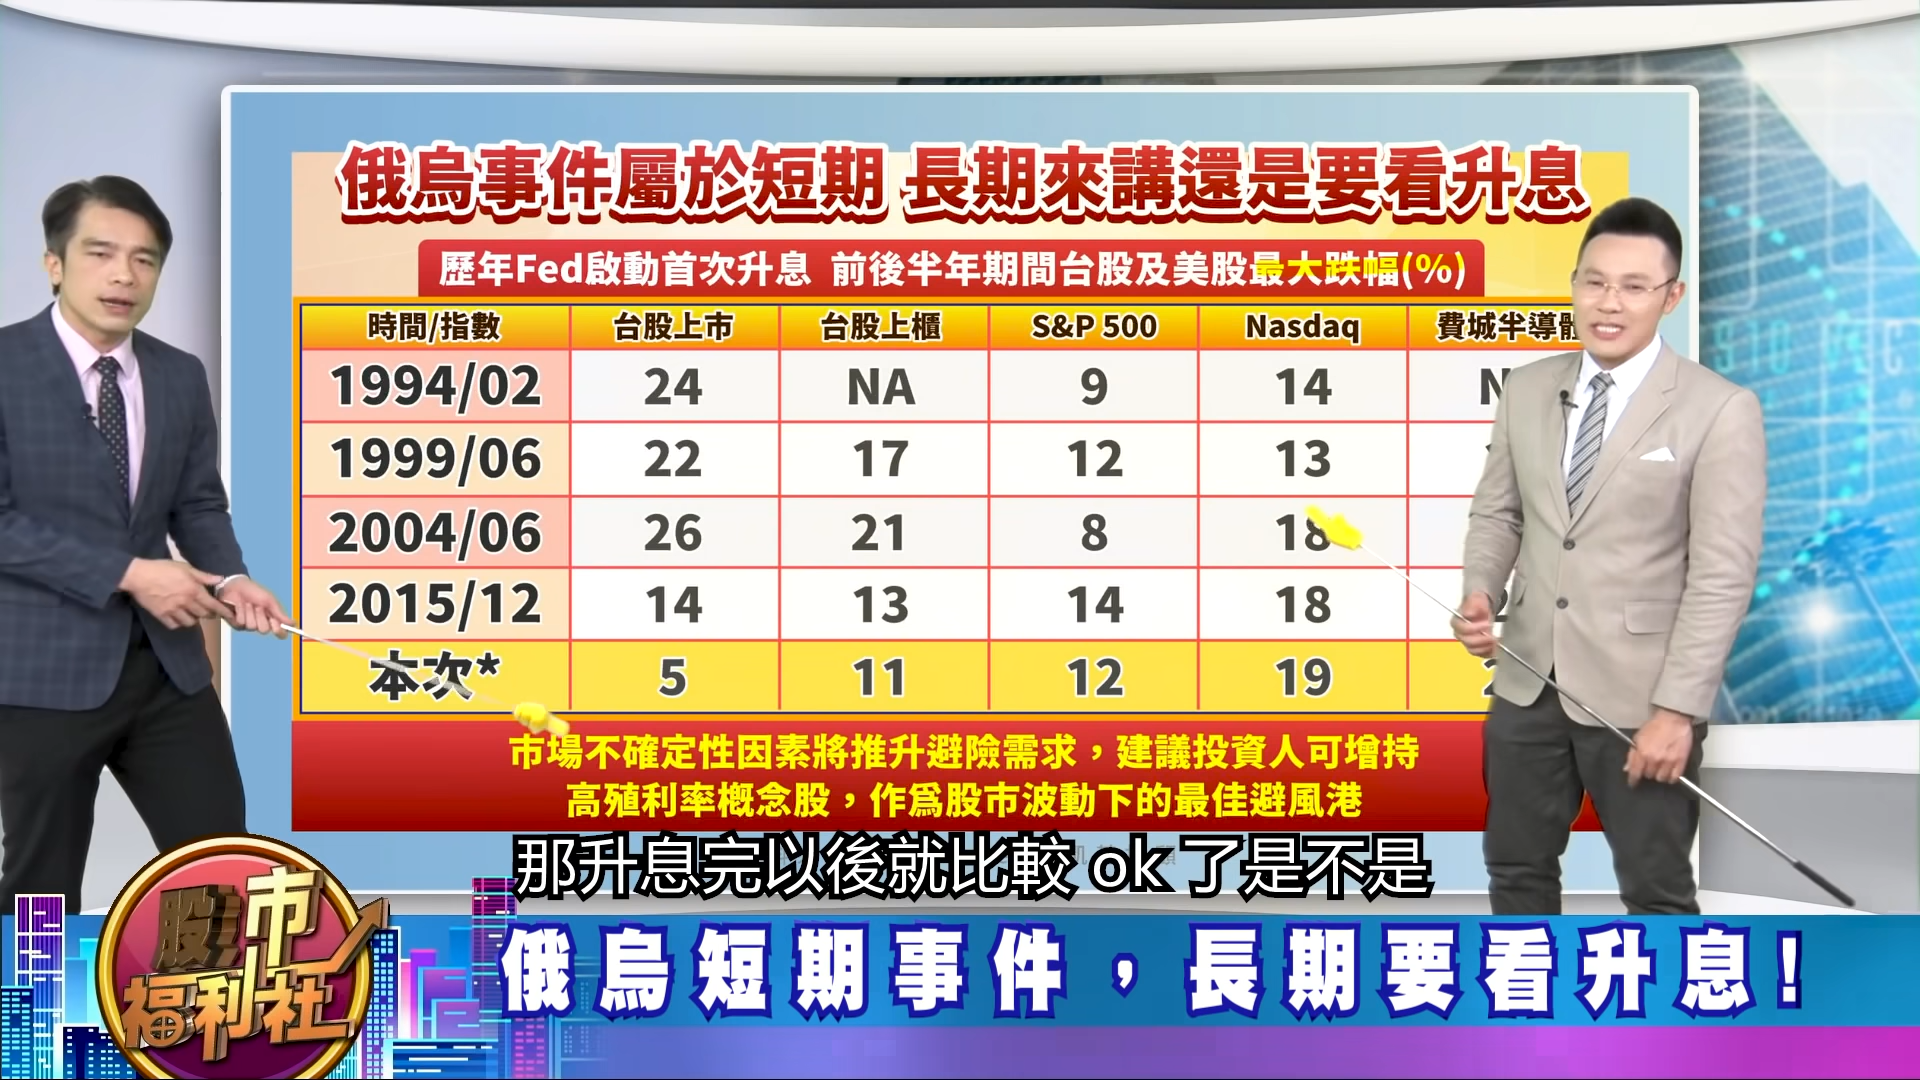 俄烏事件屬於短期 長期來講還是要看升息
歷年Fed啟動首次升息 前後半年期間台股及美股最大跌幅(%)
時間/指數 台股上市 台股上櫃 S&P 500 Nasdaq 費城半導體
1994/02 24 NA 9 14
1999/06 22 17 12 13
2004/06 26 21 8 18
2015/12 14 13 14 18
本次* 5 11 12 19
市場不確定性因素將推升避險需求，建議投資人可增持
高殖利率概念股，作為股市波動下的最佳避風港
那升息完以後就比較 ok 了是不是
俄烏短期事件，長期要看升息！
股市
福利社